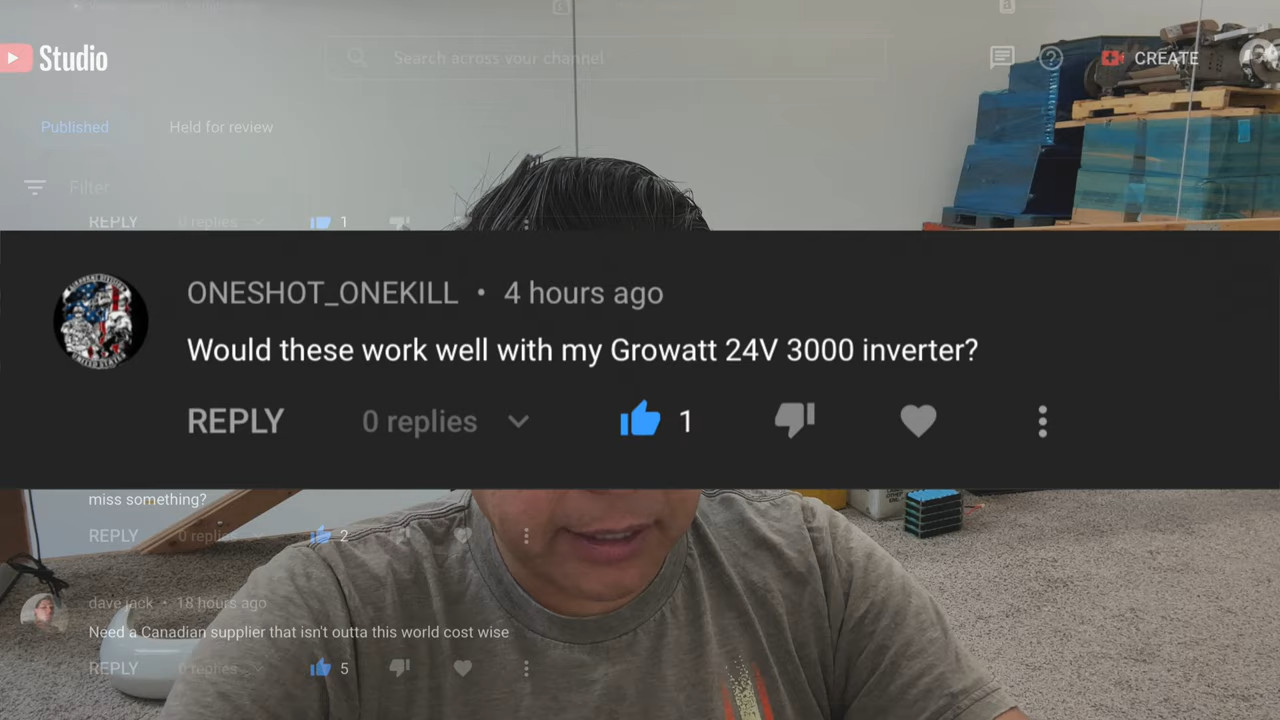 Studio
Search across your channel
CREATE
Published
Held for review
Filter
REPLY 0 replies 1
ONESHOT_ONEKILL • 4 hours ago
Would these work well with my Growatt 24V 3000 inverter?
REPLY 0 replies 1
miss something?
REPLY 0 replies 2
dave jack • 18 hours ago
Need a Canadian supplier that isn't outta this world cost wise
REPLY 0 replies 5